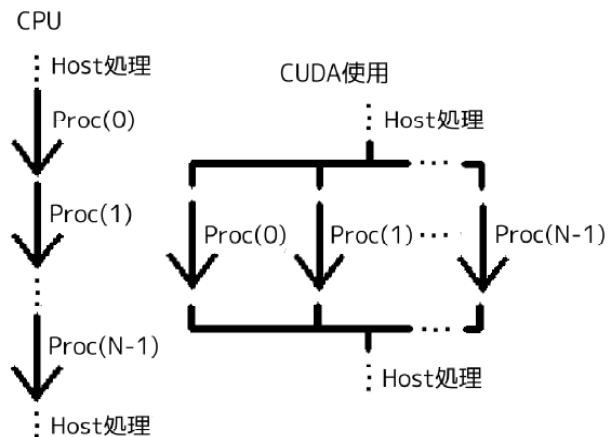 CPU
Host処理
Proc(0)
Proc(1)
Proc(N-1)
Host処理
CUDA使用
Host処理
Proc(0)
Proc(1)
Proc(N-1)
Host処理